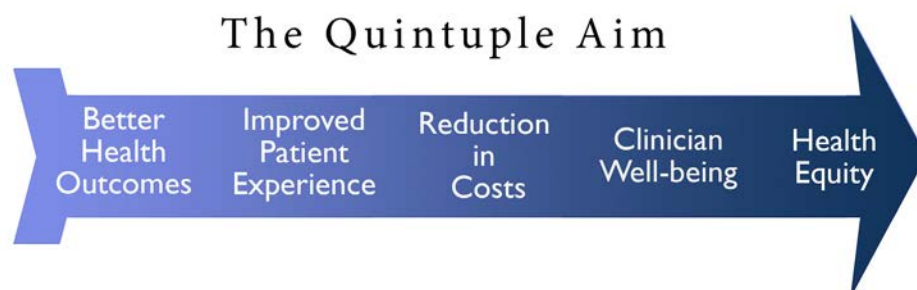 The Quintuple Aim
Better
Health
Outcomes
Improved
Patient
Experience
Reduction
in
Costs
Clinician
Well-being
Health
Equity